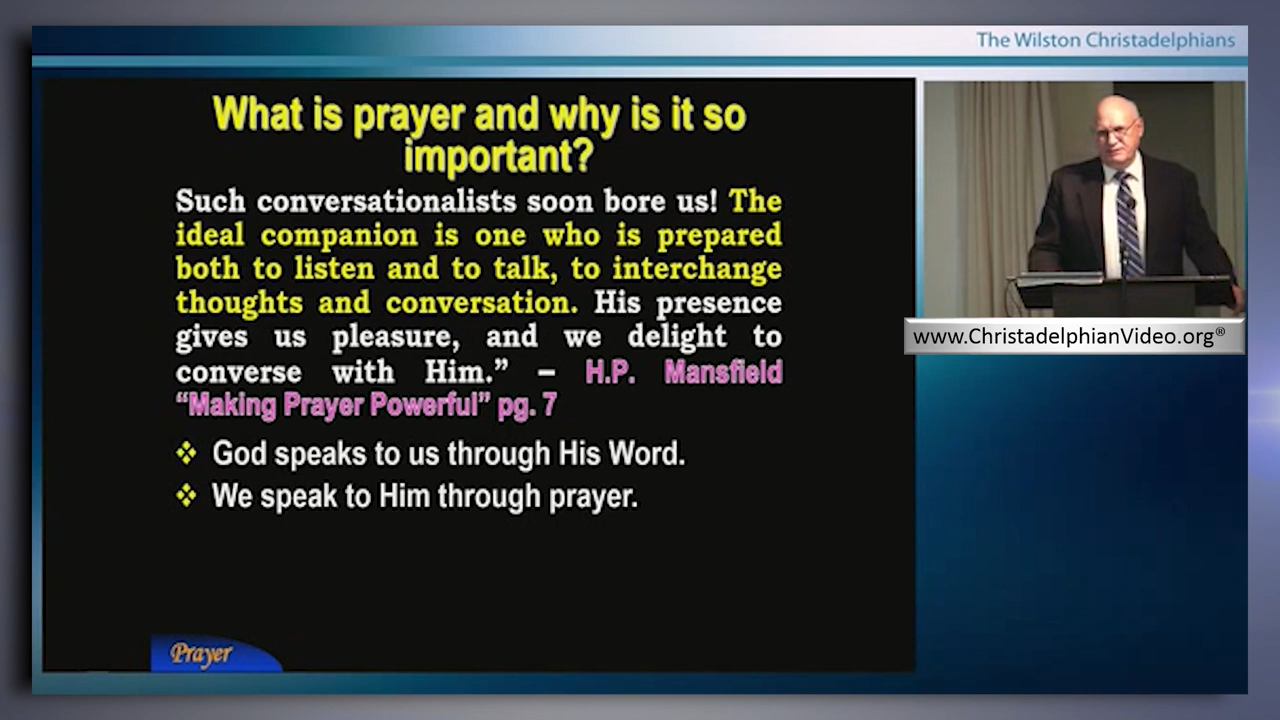 The Wilston Christadelphians
What is prayer and why is it so
important?
Such conversationalists soon bore us! The
ideal companion is one who is prepared
both to listen and to talk, to interchange
thoughts and conversation. His presence
gives us pleasure, and we delight to
converse with Him.” – H.P. Mansfield
“Making Prayer Powerful” pg. 7
❖ God speaks to us through His Word.
❖ We speak to Him through prayer.
Prayer
www.ChristadelphianVideo.org®